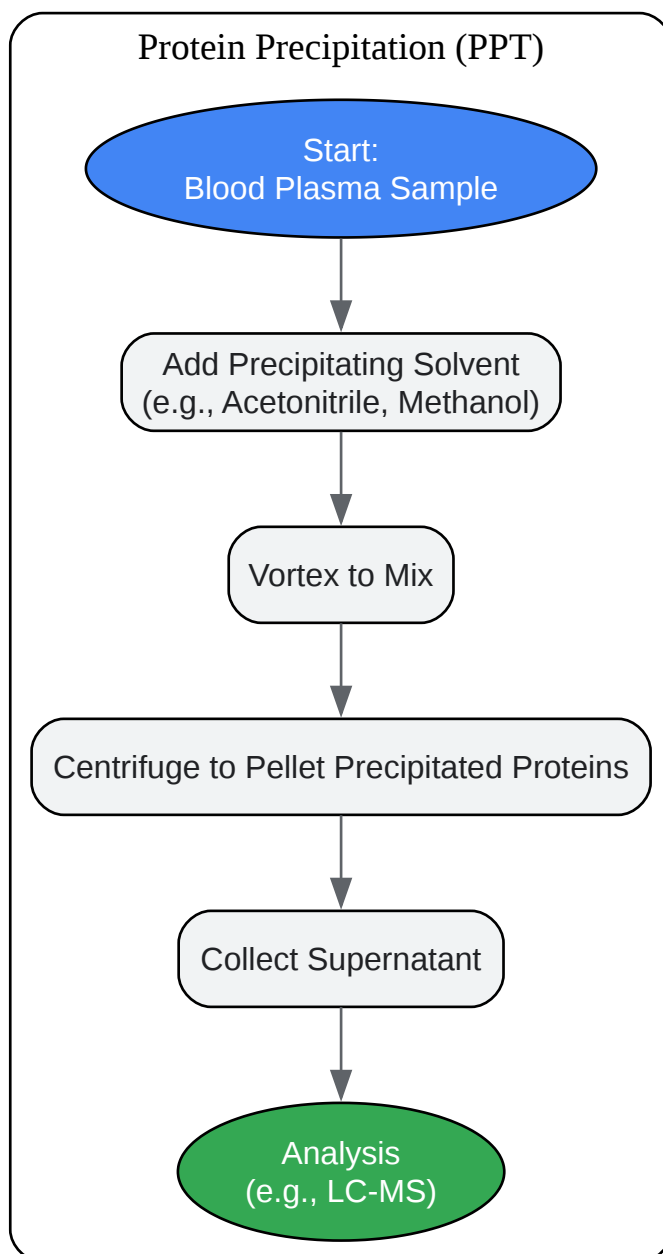 Protein Precipitation (PPT)
Start:
Blood Plasma Sample
Add Precipitating Solvent
(e.g., Acetonitrile, Methanol)
Vortex to Mix
Centrifuge to Pellet Precipitated Proteins
Collect Supernatant
Analysis
(e.g., LC-MS)